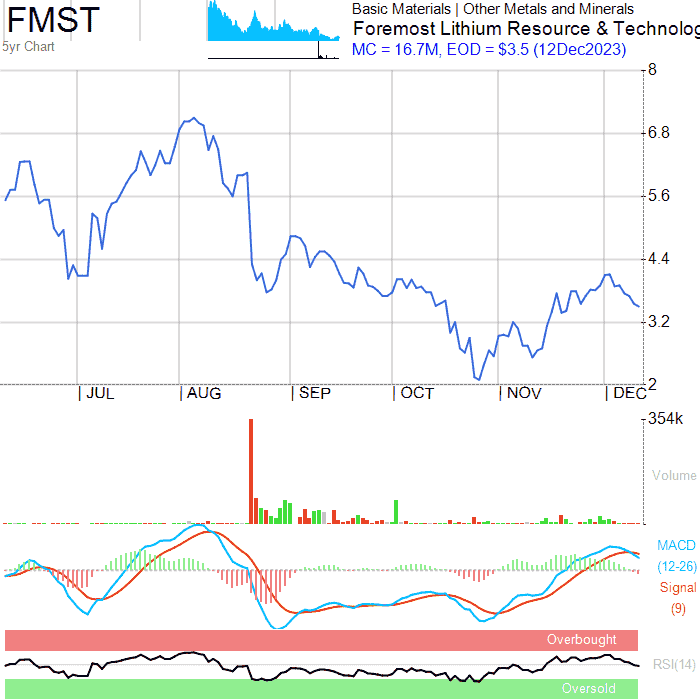 FMST
5yr Chart
Basic Materials | Other Metals and Minerals
Foremost Lithium Resource & Technolog
MC = 16.7M, EOD = $3.5 (12Dec2023)
8
6.8
5.6
4.4
3.2
2
JUL AUG SEP OCT NOV DEC
354k
Volume
MACD
(12-26)
Signal
(9)
Overbought
RSI(14)
Oversold